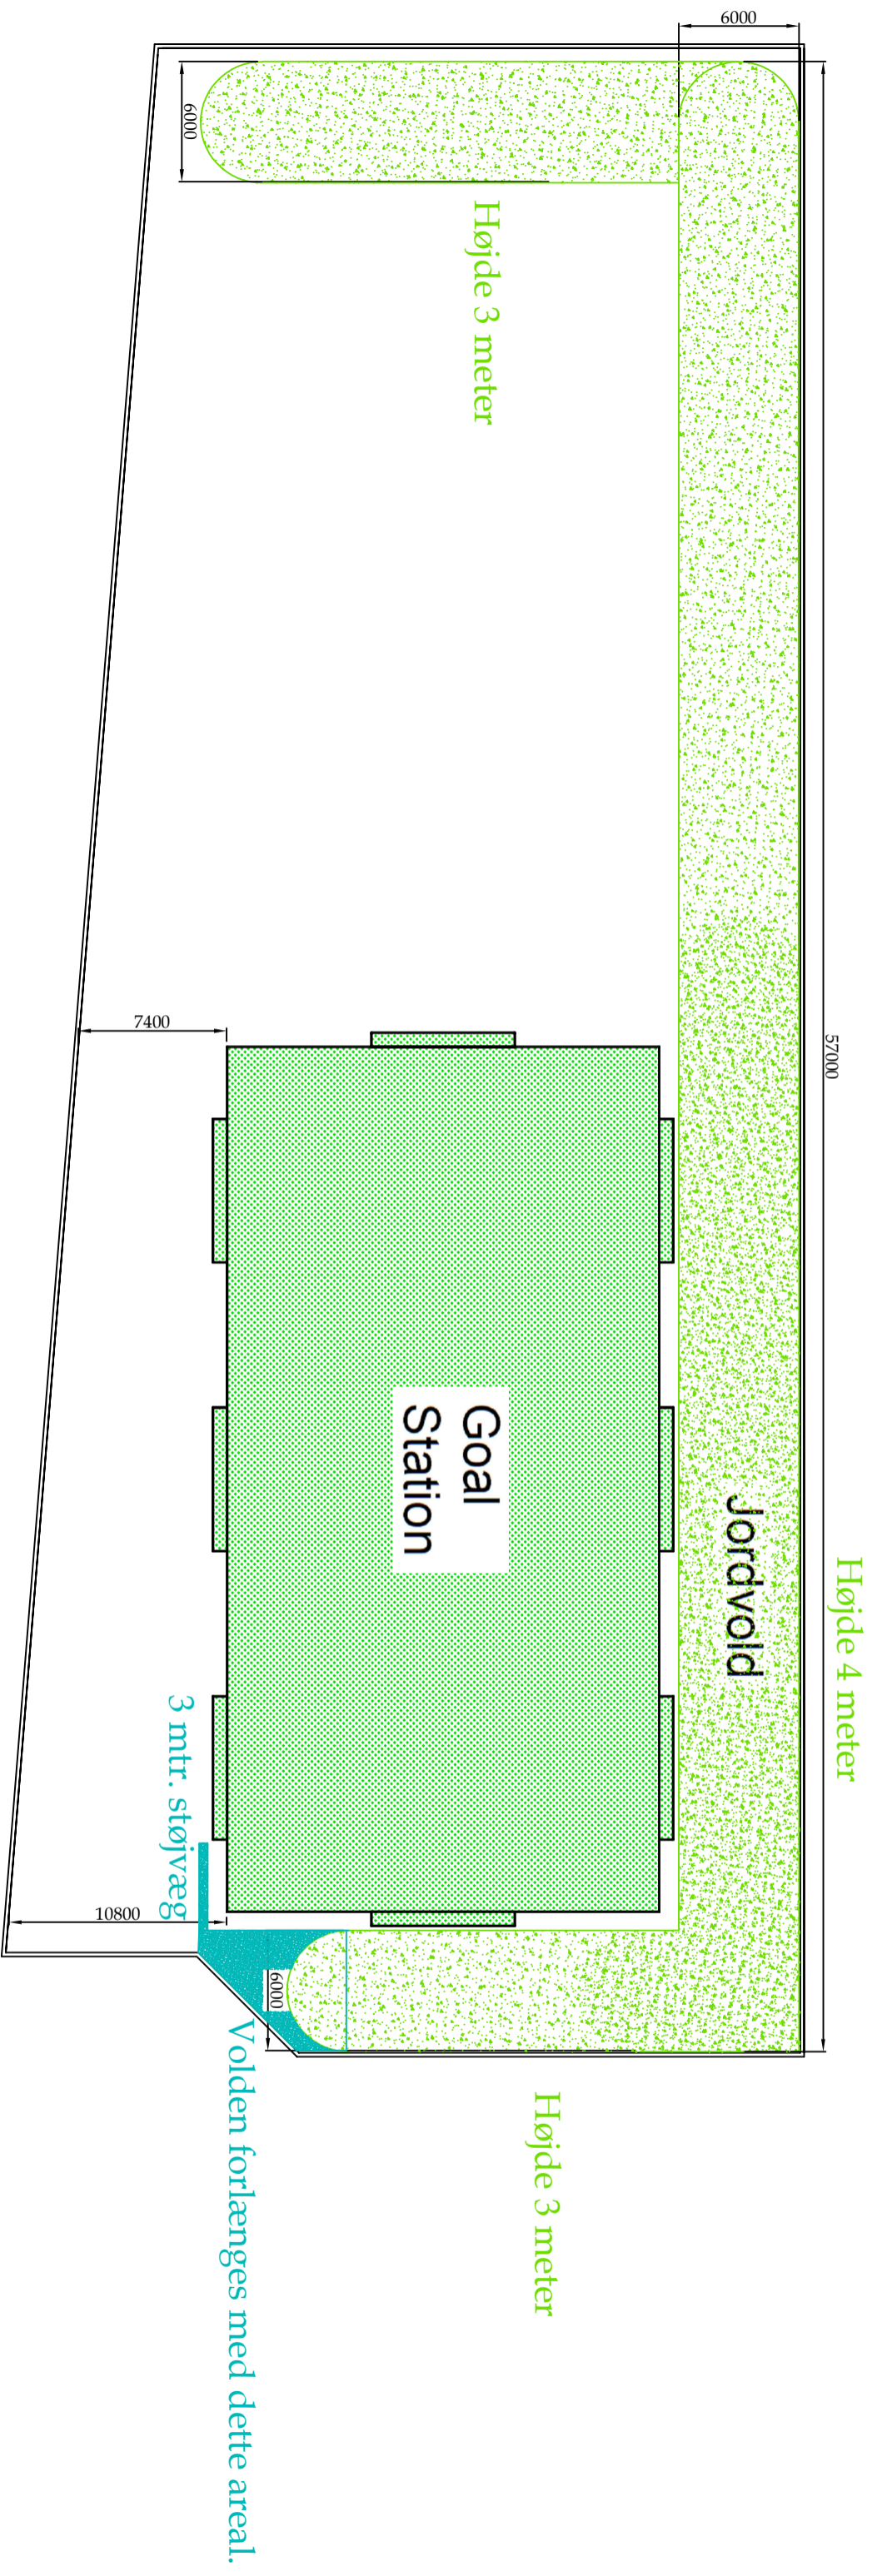 6000
57000
Højde 4 meter
Jordvold
6000
Højde 3 meter
7400
Goal
Station
3 mtr. støjvæg
10800
6000
Volden forlænges med dette areal.
Højde 3 meter